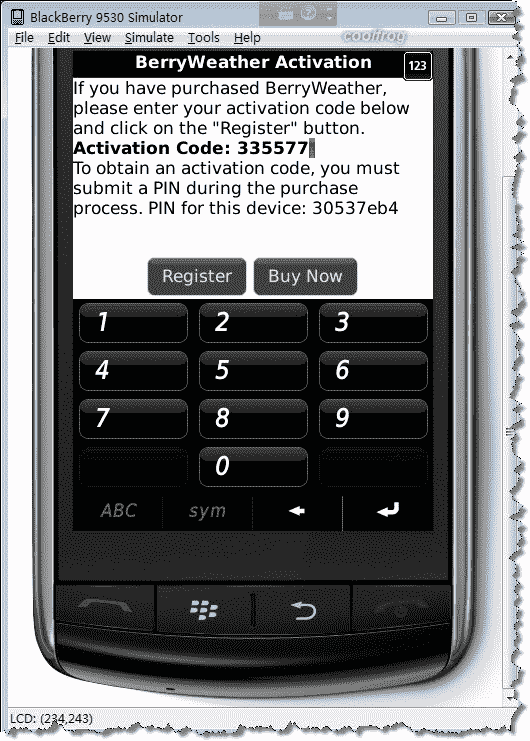 BlackBerry 9530 Simulator
File Edit View Simulate Tools Help
coolfrog
BerryWeather Activation
123
If you have purchased BerryWeather,
please enter your activation code below
and click on the "Register" button.
Activation Code: 335577
To obtain an activation code, you must
submit a PIN during the purchase
process. PIN for this device: 30537eb4
Register Buy Now
1 2 3
4 5 6
7 8 9
0
ABC sym
LCD: (234,243)